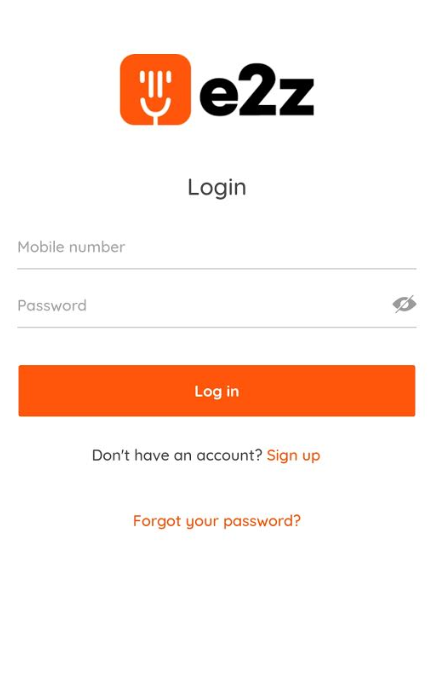 e2z
Login
Mobile number
Password
Log in
Don't have an account? Sign up
Forgot your password?